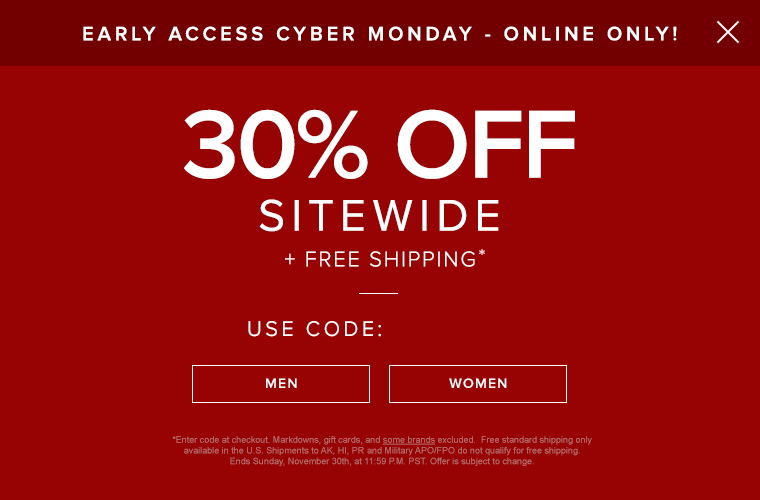 EARLY ACCESS CYBER MONDAY - ONLINE ONLY!
30% OFF
SITEWIDE
+ FREE SHIPPING*
USE CODE:
MEN
WOMEN
*Enter code at checkout. Markdowns, gift cards, and some brands excluded. Free standard shipping only
available in the U.S. Shipments to AK, HI, PR and Military APO/FPO do not qualify for free shipping.
Ends Sunday, November 30th, at 11:59 P.M. PST. Offer is subject to change.